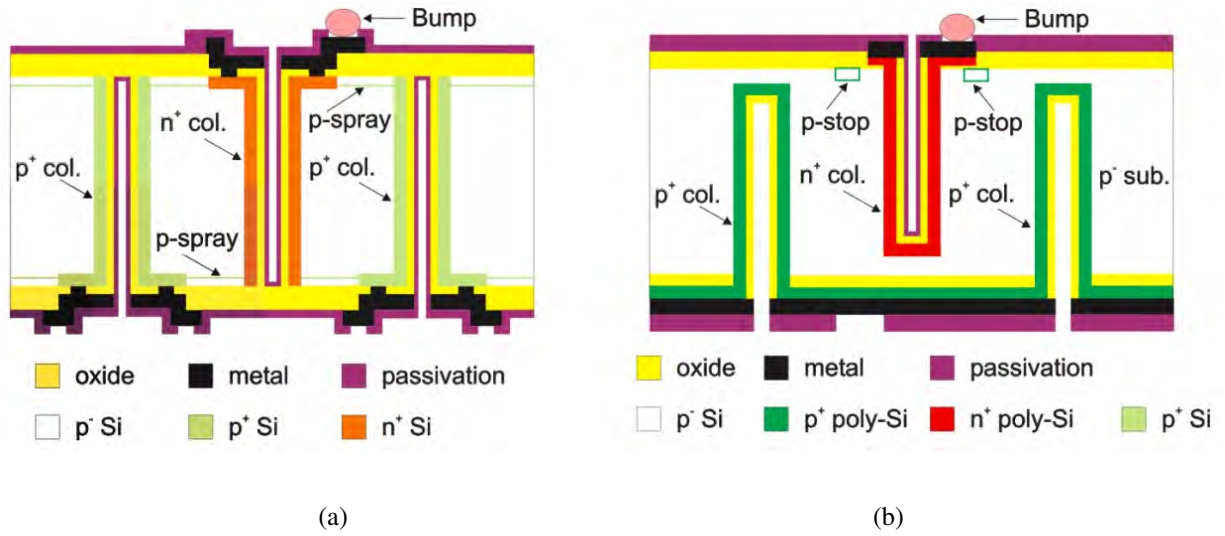 Bump
n+ col.
p-spray
p+ col.
p+ col.
p-spray
oxide metal passivation
p- Si p+ Si n+ Si
(a)
Bump
p-stop p-stop
n+ col. p+ col. p- sub.
p+ col.
oxide metal passivation
p- Si p+ poly-Si n+ poly-Si p+ Si
(b)